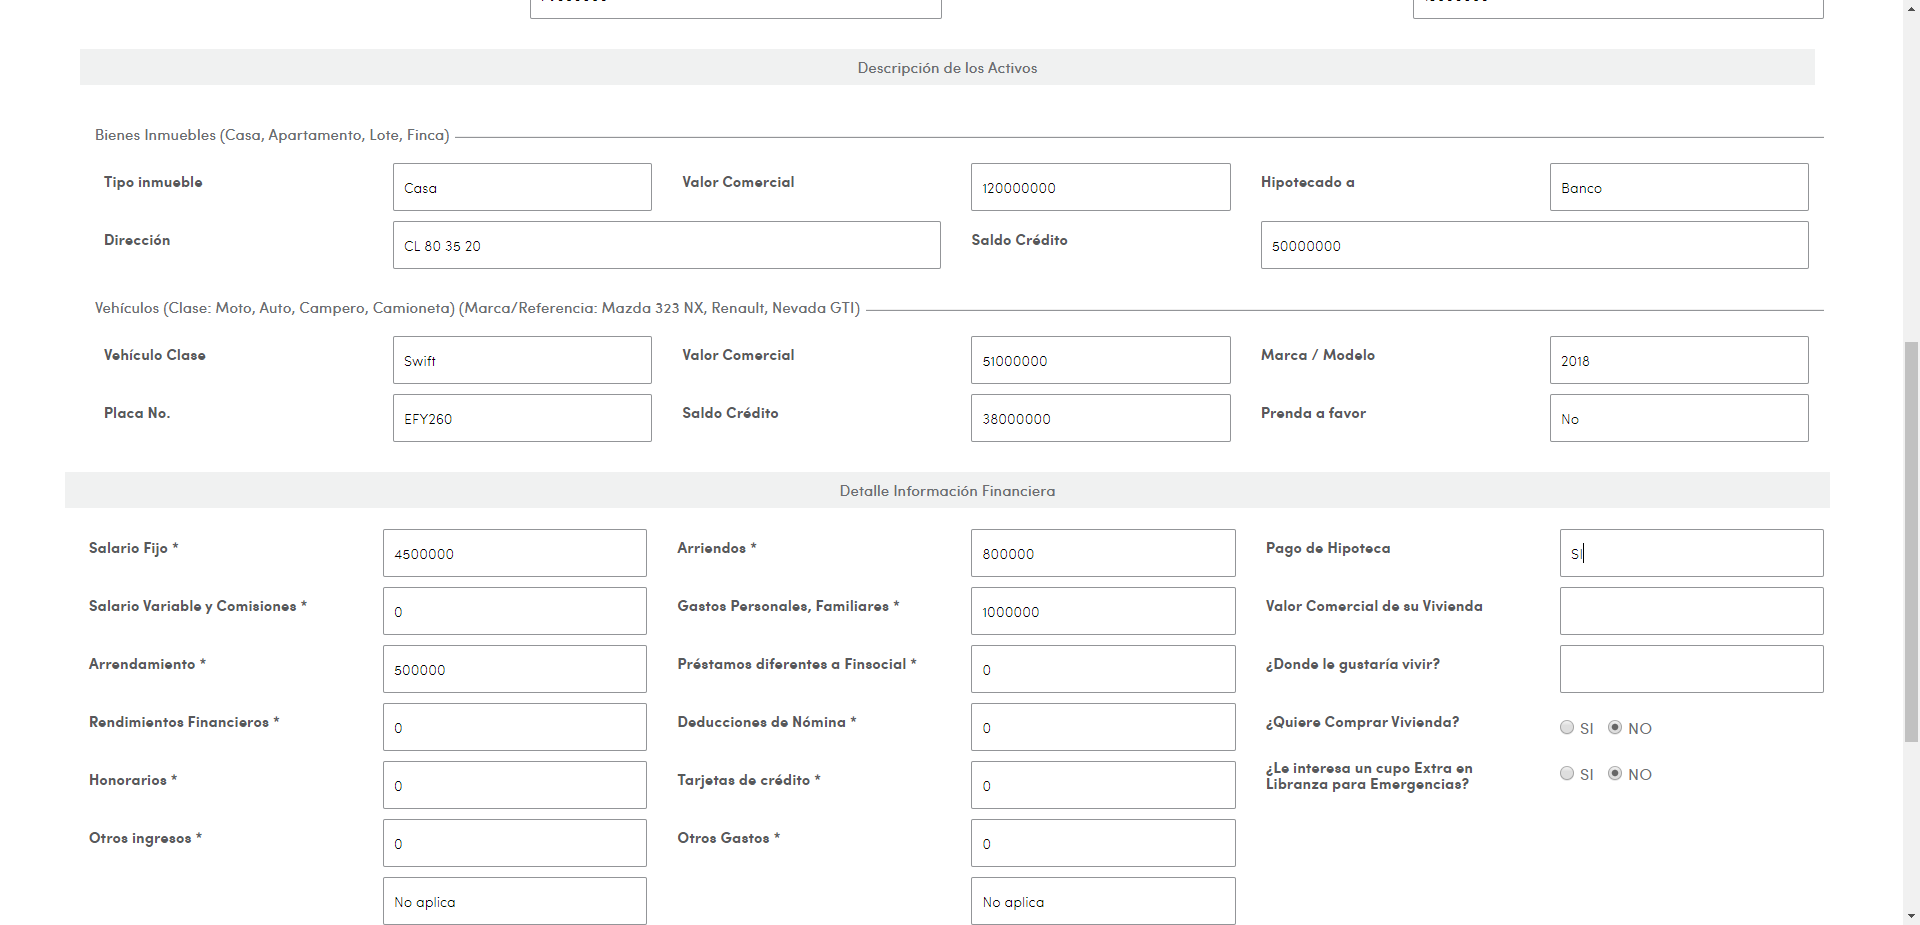 Descripción de los Activos
Bienes Inmuebles (Casa, Apartamento, Lote, Finca)
Tipo inmueble Casa Valor Comercial 120000000 Hipotecado a Banco
Dirección CL 80 35 20 Saldo Crédito 50000000
Vehículos (Clase: Moto, Auto, Campero, Camioneta) (Marca/Referencia: Mazda 323 NX, Renault, Nevada GTI)
Vehículo Clase Swift Valor Comercial 51000000 Marca / Modelo 2018
Placa No. EFY260 Saldo Crédito 38000000 Prenda a favor No
Detalle Información Financiera
Salario Fijo * 4500000 Arriendos * 800000 Pago de Hipoteca SI
Salario Variable y Comisiones * 0 Gastos Personales, Familiares * 1000000 Valor Comercial de su Vivienda
Arrendamiento * 500000 Préstamos diferentes a Finsocial * 0 ¿Donde le gustaría vivir?
Rendimientos Financieros * 0 Deducciones de Nómina * 0 ¿Quiere Comprar Vivienda? SI NO
Honorarios * 0 Tarjetas de crédito * 0 ¿Le interesa un cupo Extra en
Libranza para Emergencias? SI NO
Otros ingresos * 0 Otros Gastos * 0
No aplica No aplica